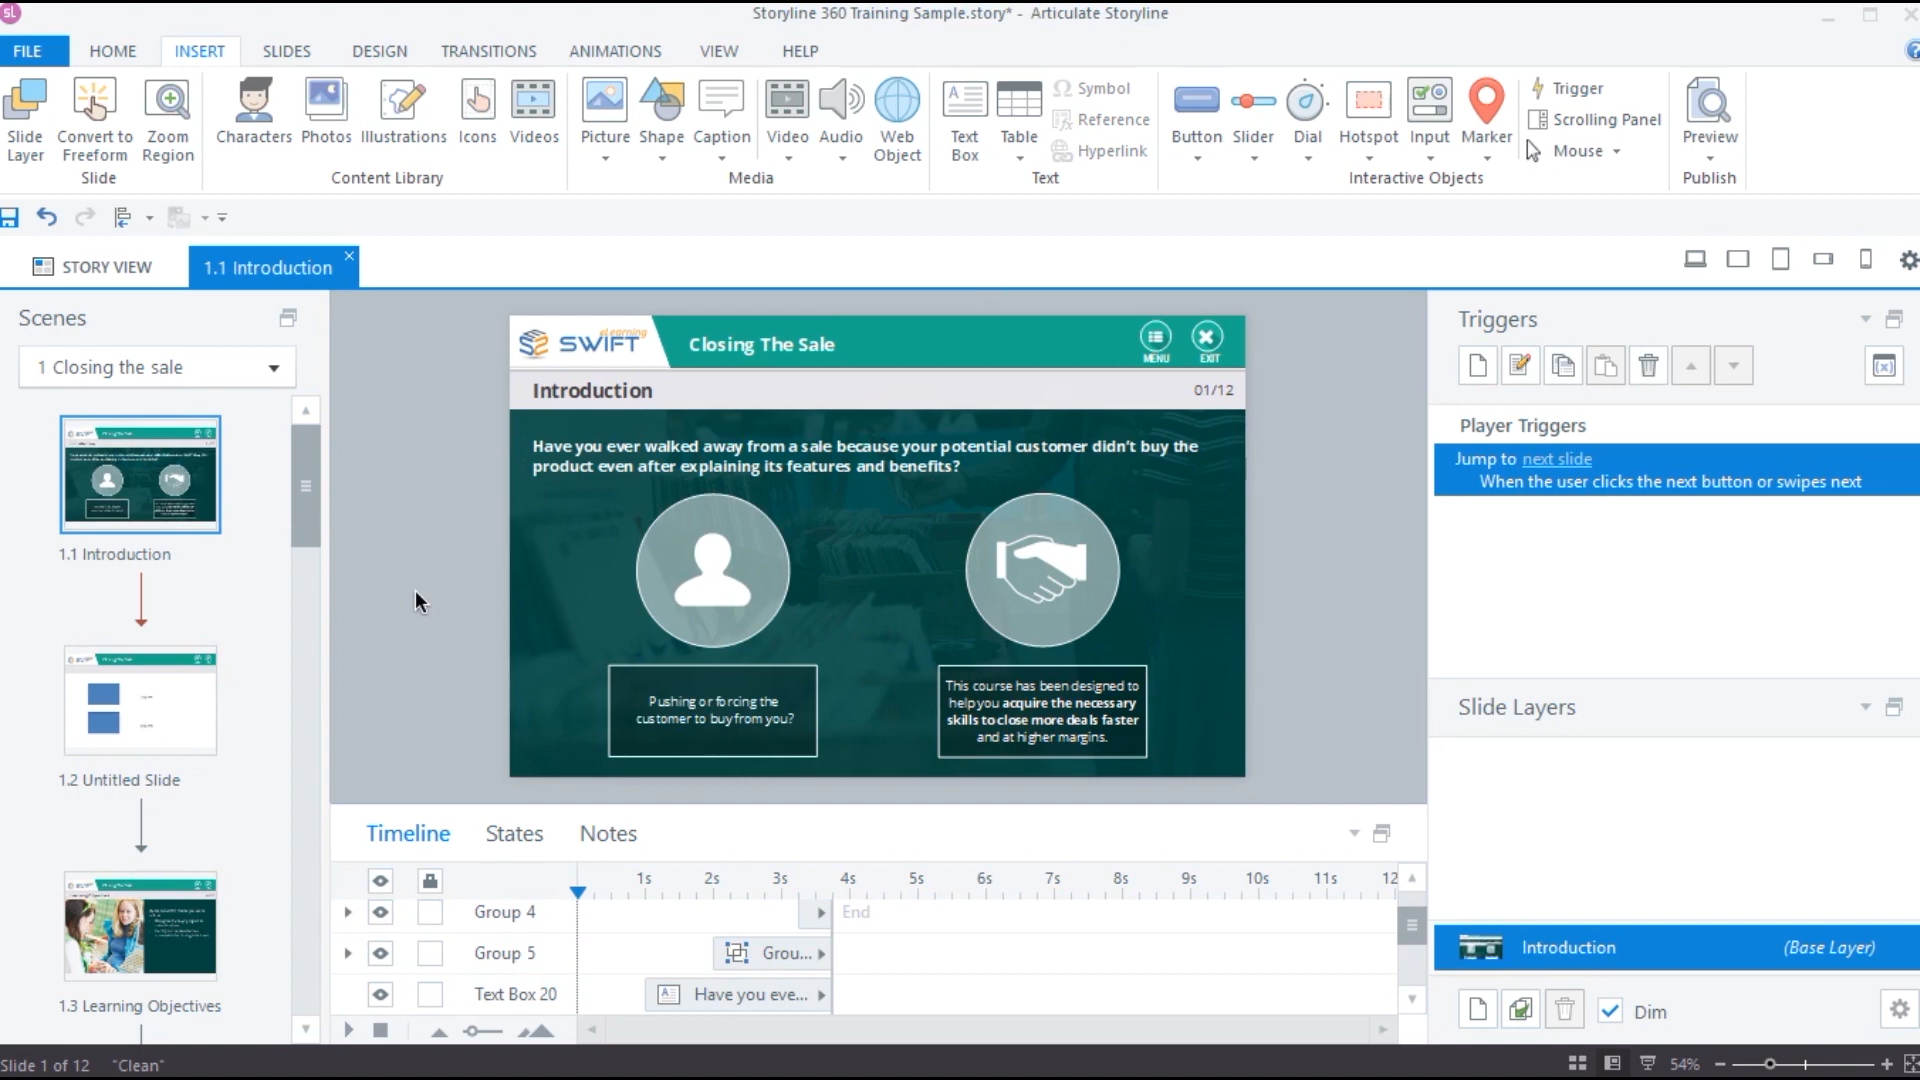 sL
Storyline 360 Training Sample.story* - Articulate Storyline
FILE HOME INSERT SLIDES DESIGN TRANSITIONS ANIMATIONS VIEW HELP
Slide Layer
Convert to Freeform
Zoom Region
Slide
Characters Photos Illustrations Icons Videos
Content Library
Picture Shape Caption Video Audio Web Object
Media
Text Box
Table
Symbol
Reference
Hyperlink
Text
Button Slider Dial Hotspot Input Marker
Trigger
Scrolling Panel
Mouse
Interactive Objects
Preview
Publish
STORY VIEW
1.1 Introduction
Scenes
1 Closing the sale
1.1 Introduction
1.2 Untitled Slide
1.3 Learning Objectives
SWIFT eLearning
Closing The Sale
MENU EXIT
Introduction
01/12
Have you ever walked away from a sale because your potential customer didn't buy the
product even after explaining its features and benefits?
Pushing or forcing the
customer to buy from you?
This course has been designed to
help you acquire the necessary
skills to close more deals faster
and at higher margins.
Timeline States Notes
1s 2s 3s 4s 5s 6s 7s 8s 9s 10s 11s 12
Group 4
End
Group 5
Grou...
Text Box 20
Have you eve...
Triggers
(x)
Player Triggers
Jump to next slide
When the user clicks the next button or swipes next
Slide Layers
Introduction (Base Layer)
Dim
Slide 1 of 12 "Clean"
54%